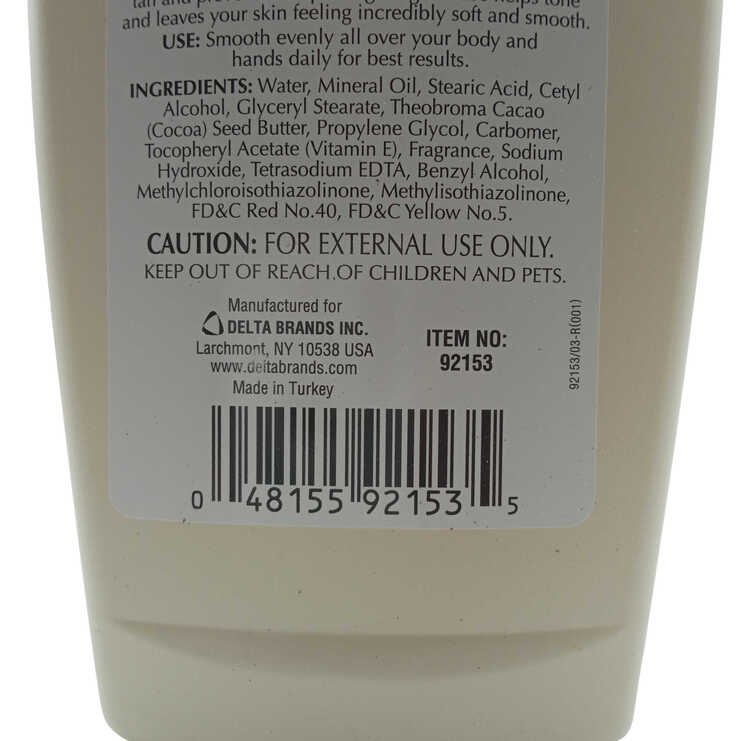 and leaves your skin feeling incredibly soft and smooth.
USE: Smooth evenly all over your body and
hands daily for best results.
INGREDIENTS: Water, Mineral Oil, Stearic Acid, Cetyl
Alcohol, Glyceryl Stearate, Theobroma Cacao
(Cocoa) Seed Butter, Propylene Glycol, Carbomer,
Tocopheryl Acetate (Vitamin E), Fragrance, Sodium
Hydroxide, Tetrasodium EDTA, Benzyl Alcohol,
Methylchloroisothiazolinone, Methylisothiazolinone,
FD&C Red No.40, FD&C Yellow No.5.
CAUTION: FOR EXTERNAL USE ONLY.
KEEP OUT OF REACH OF CHILDREN AND PETS.
Manufactured for
DELTA BRANDS INC.
Larchmont, NY 10538 USA
www.deltabrands.com
Made in Turkey
ITEM NO:
92153
92153/03-R(001)
0 48155 92153 5